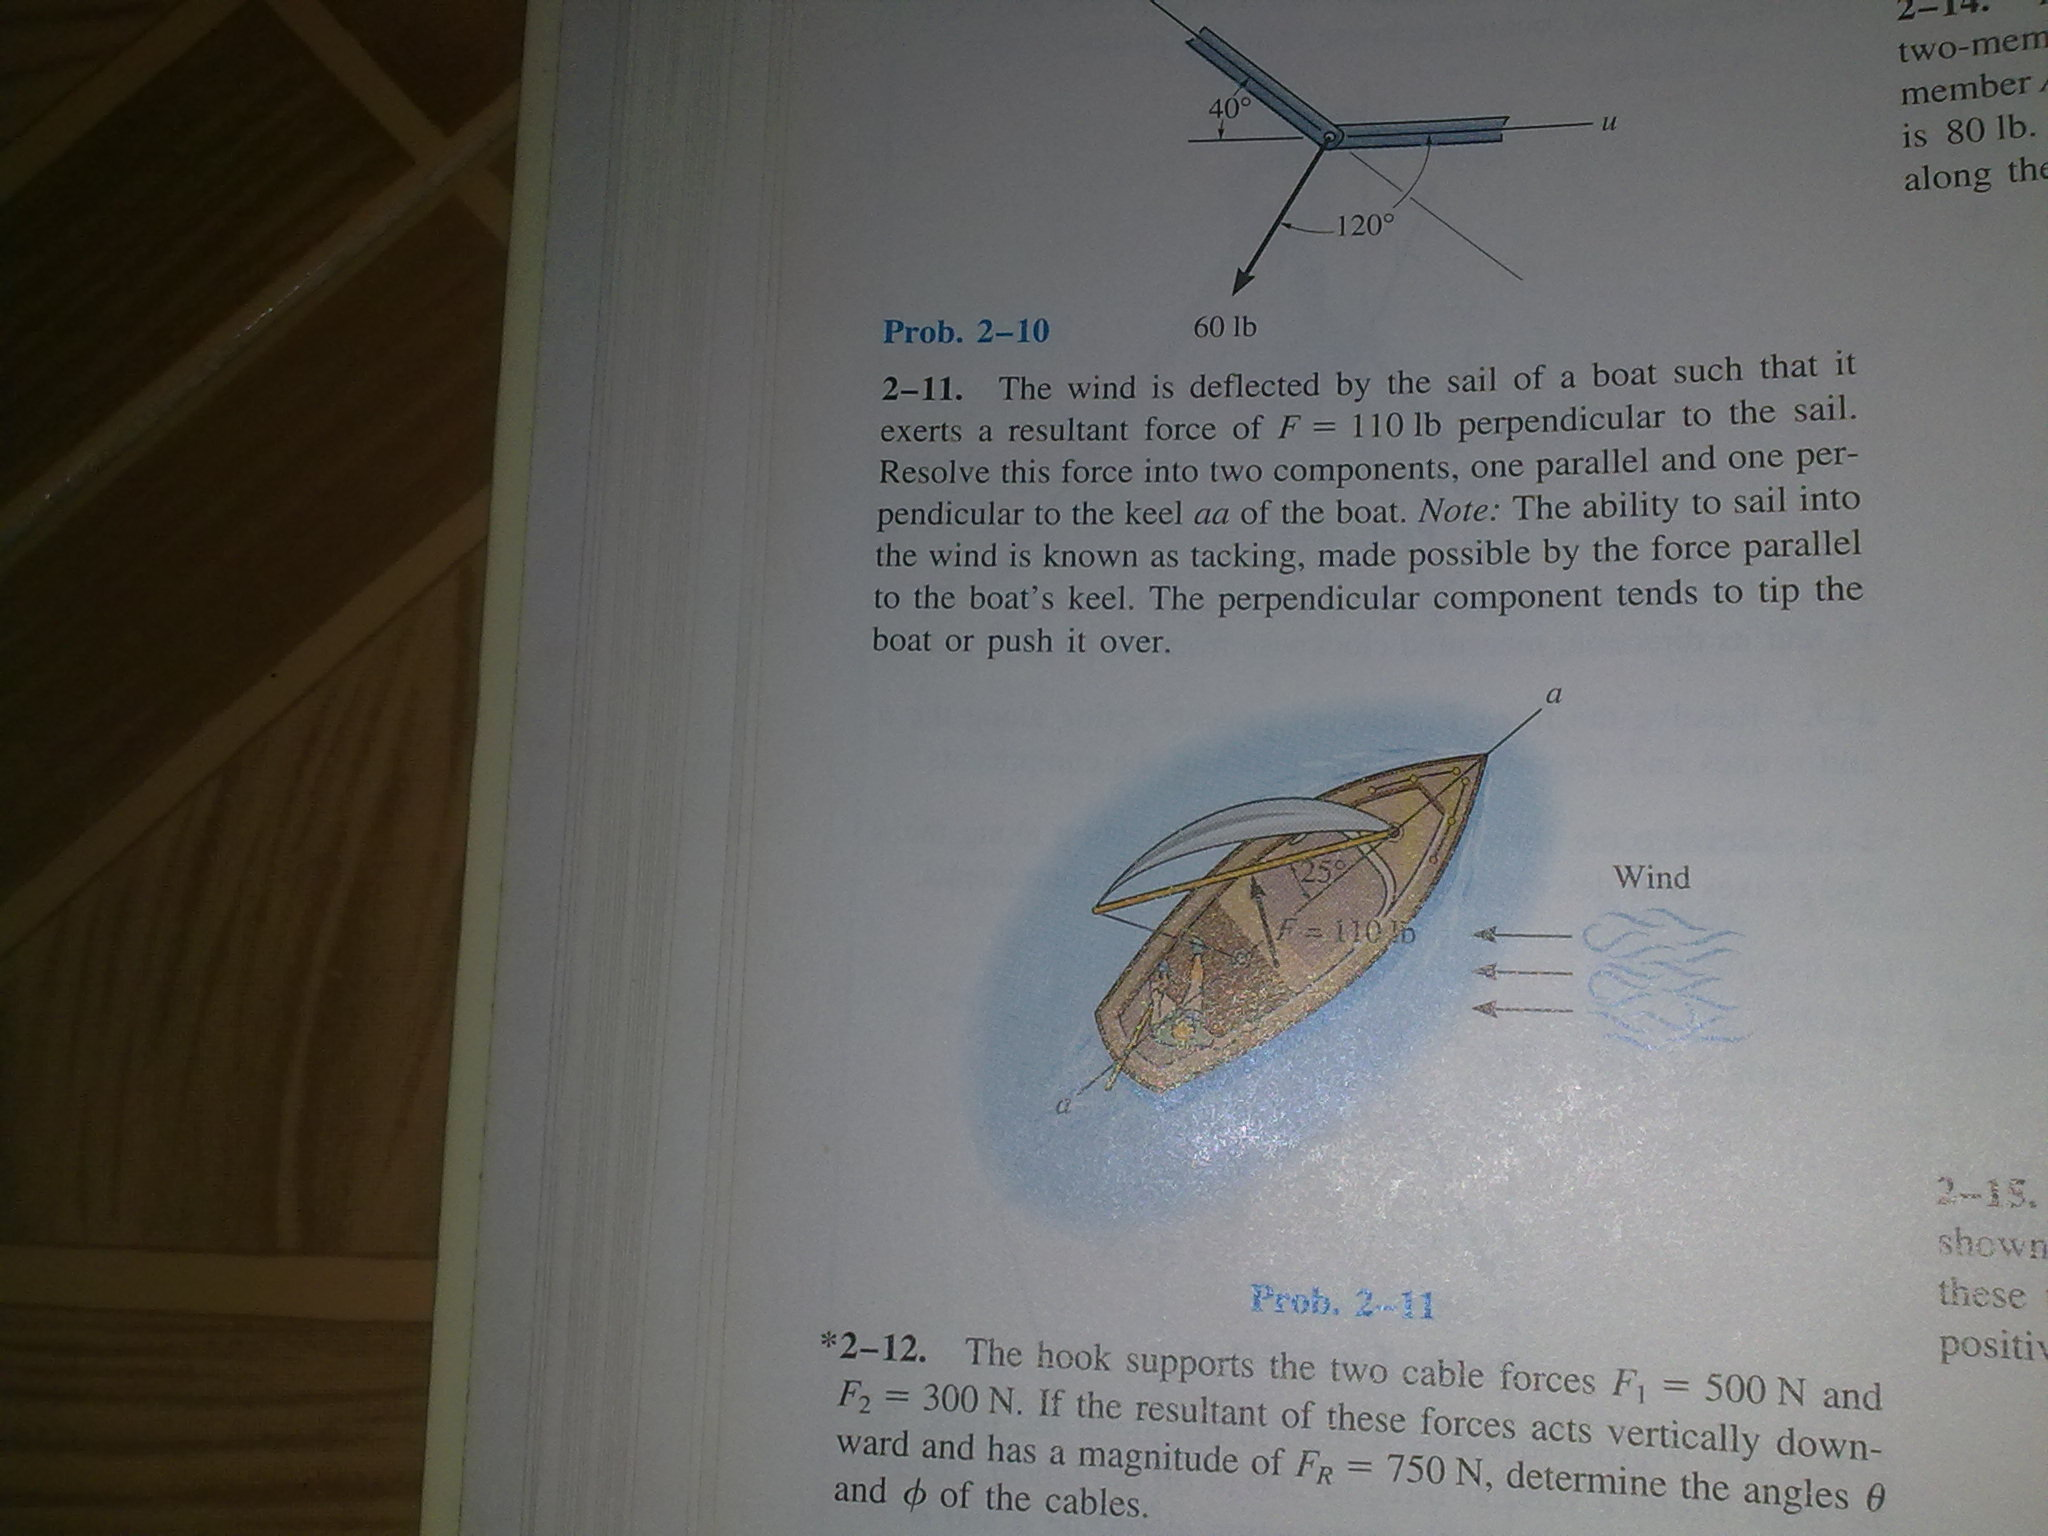 40°
u
120°
60 lb
Prob. 2–10
2–11. The wind is deflected by the sail of a boat such that it
exerts a resultant force of F = 110 lb perpendicular to the sail.
Resolve this force into two components, one parallel and one per-
pendicular to the keel aa of the boat. Note: The ability to sail into
the wind is known as tacking, made possible by the force parallel
to the boat's keel. The perpendicular component tends to tip the
boat or push it over.
a
25°
F = 110 lb
Wind
a
Prob. 2–11
*2–12. The hook supports the two cable forces F₁ = 500 N and
F₂ = 300 N. If the resultant of these forces acts vertically down-
ward and has a magnitude of F_R = 750 N, determine the angles θ
and ϕ of the cables.
2–14.
two-mem
member
is 80 lb.
along the
2–15.
shown
these
positiv